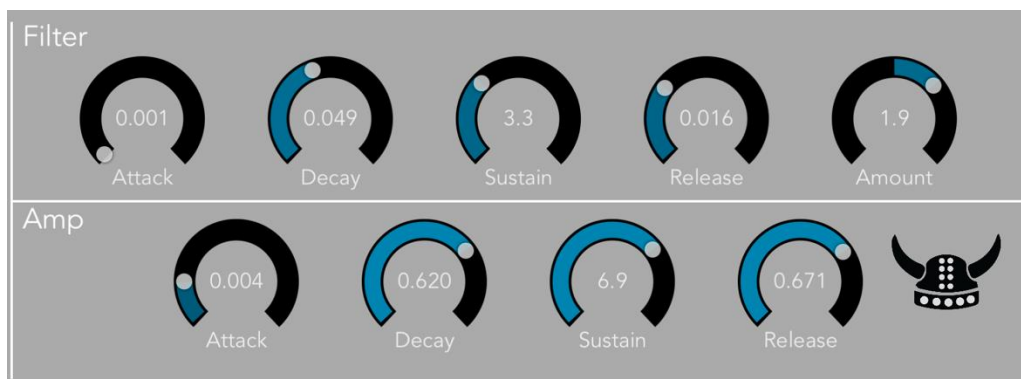 Filter
0.001 0.049 3.3 0.016 1.9
Attack Decay Sustain Release Amount
Amp
0.004 0.620 6.9 0.671
Attack Decay Sustain Release